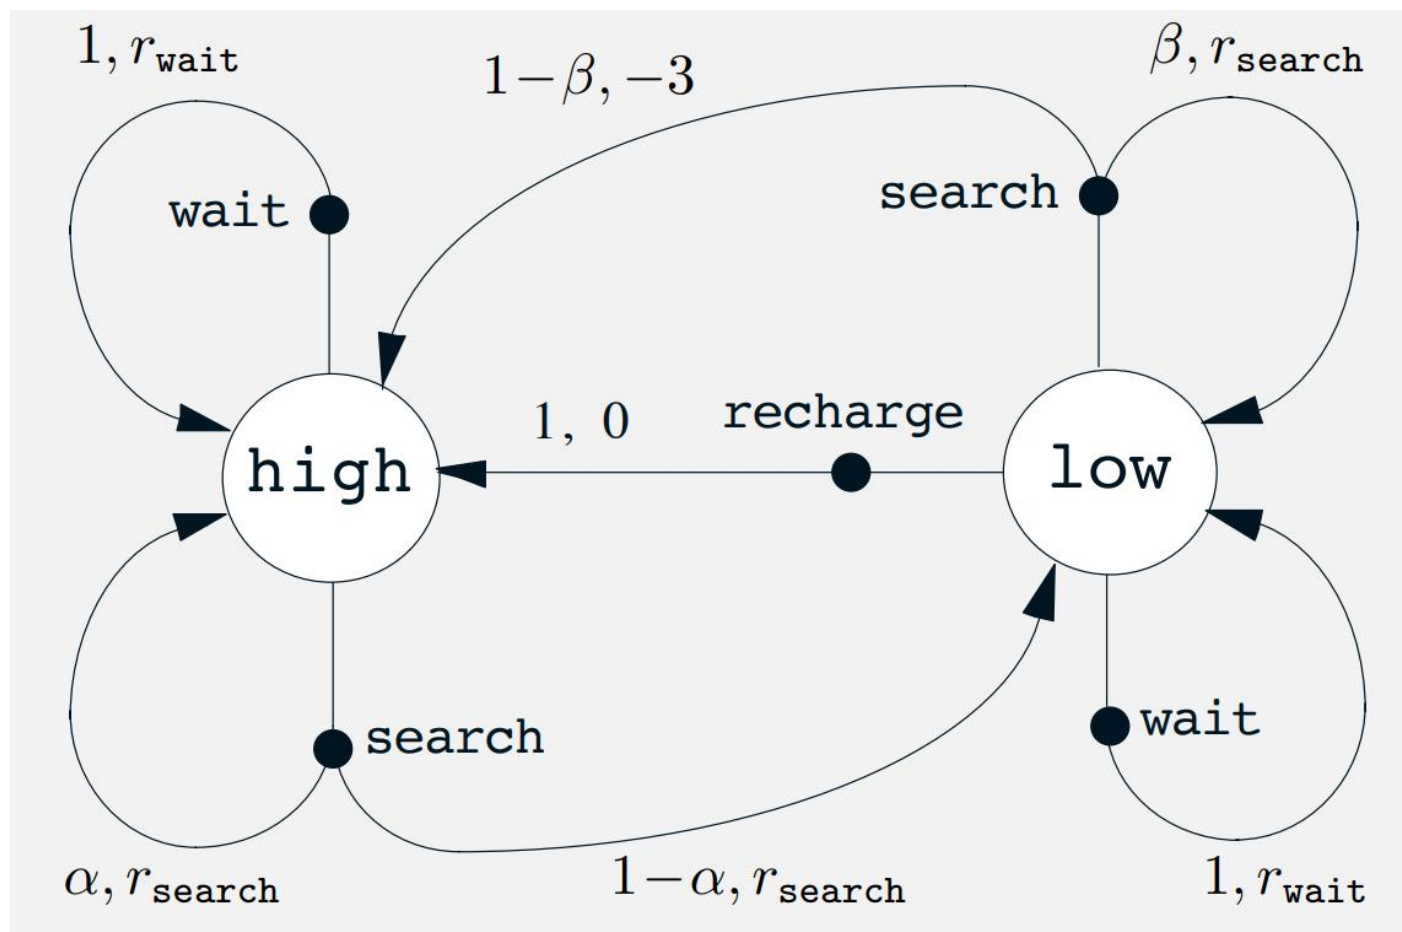 1, r_wait
1−β, −3
β, r_search
wait
search
1, 0
recharge
high
low
search
wait
α, r_search
1−α, r_search
1, r_wait